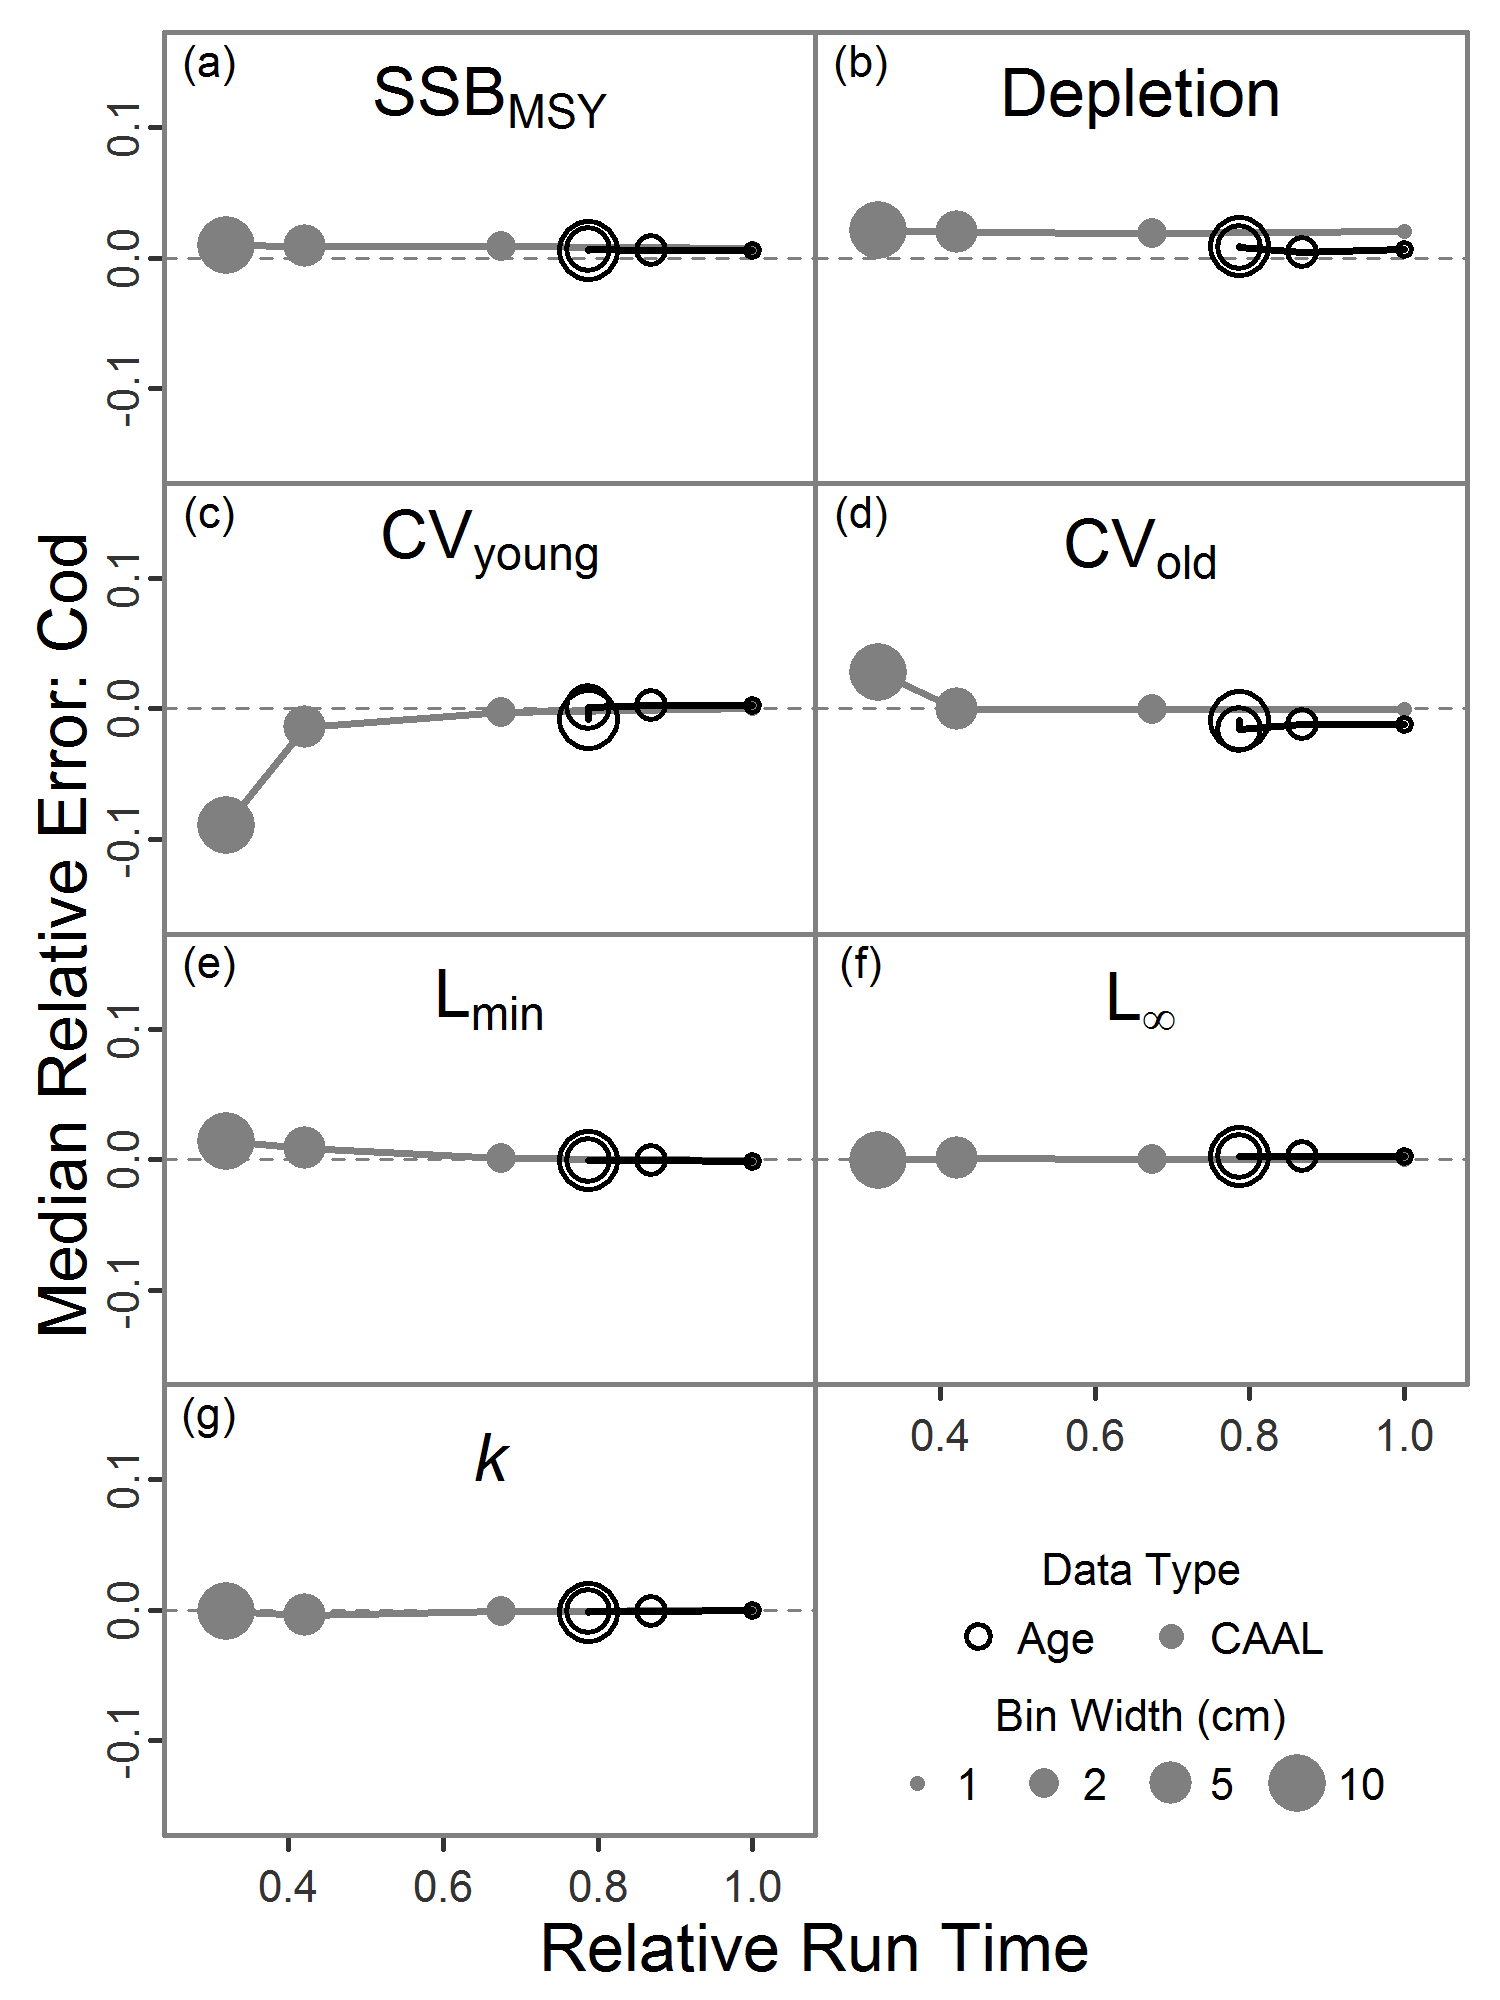 (a)
SSBMSY
(b)
Depletion
0.1
0.0
-0.1
(c)
CVyoung
(d)
CVold
0.1
0.0
-0.1
(e)
Lmin
(f)
L∞
0.1
0.0
-0.1
(g)
k
0.1
0.0
-0.1
0.4 0.6 0.8 1.0
0.4 0.6 0.8 1.0
Median Relative Error: Cod
Relative Run Time
Data Type
Age CAAL
Bin Width (cm)
1 2 5 10